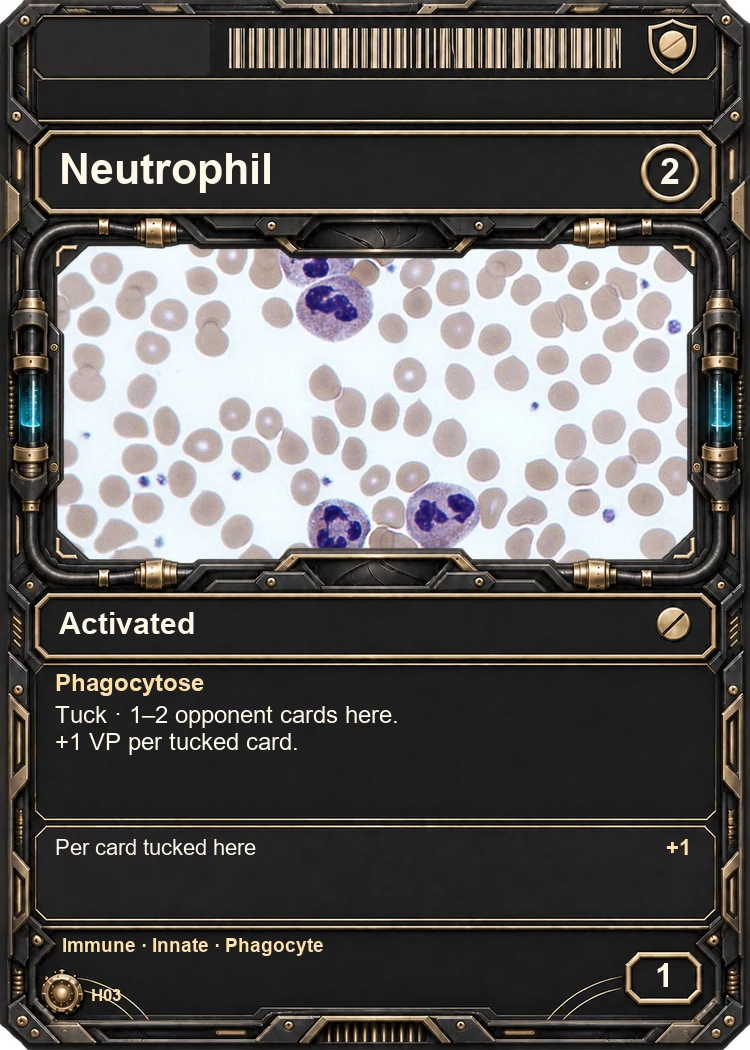 Neutrophil
2
Activated
Phagocytose
Tuck · 1–2 opponent cards here.
+1 VP per tucked card.
Per card tucked here +1
Immune · Innate · Phagocyte
H03
1